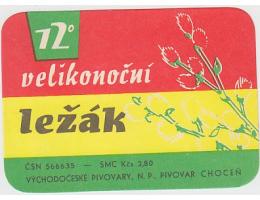 12°
velikonoční
ležák
ČSN 566635 — SMC Kčs 2,80
VÝCHODOČESKÉ PIVOVARY, N. P., PIVOVAR CHOCEŇ